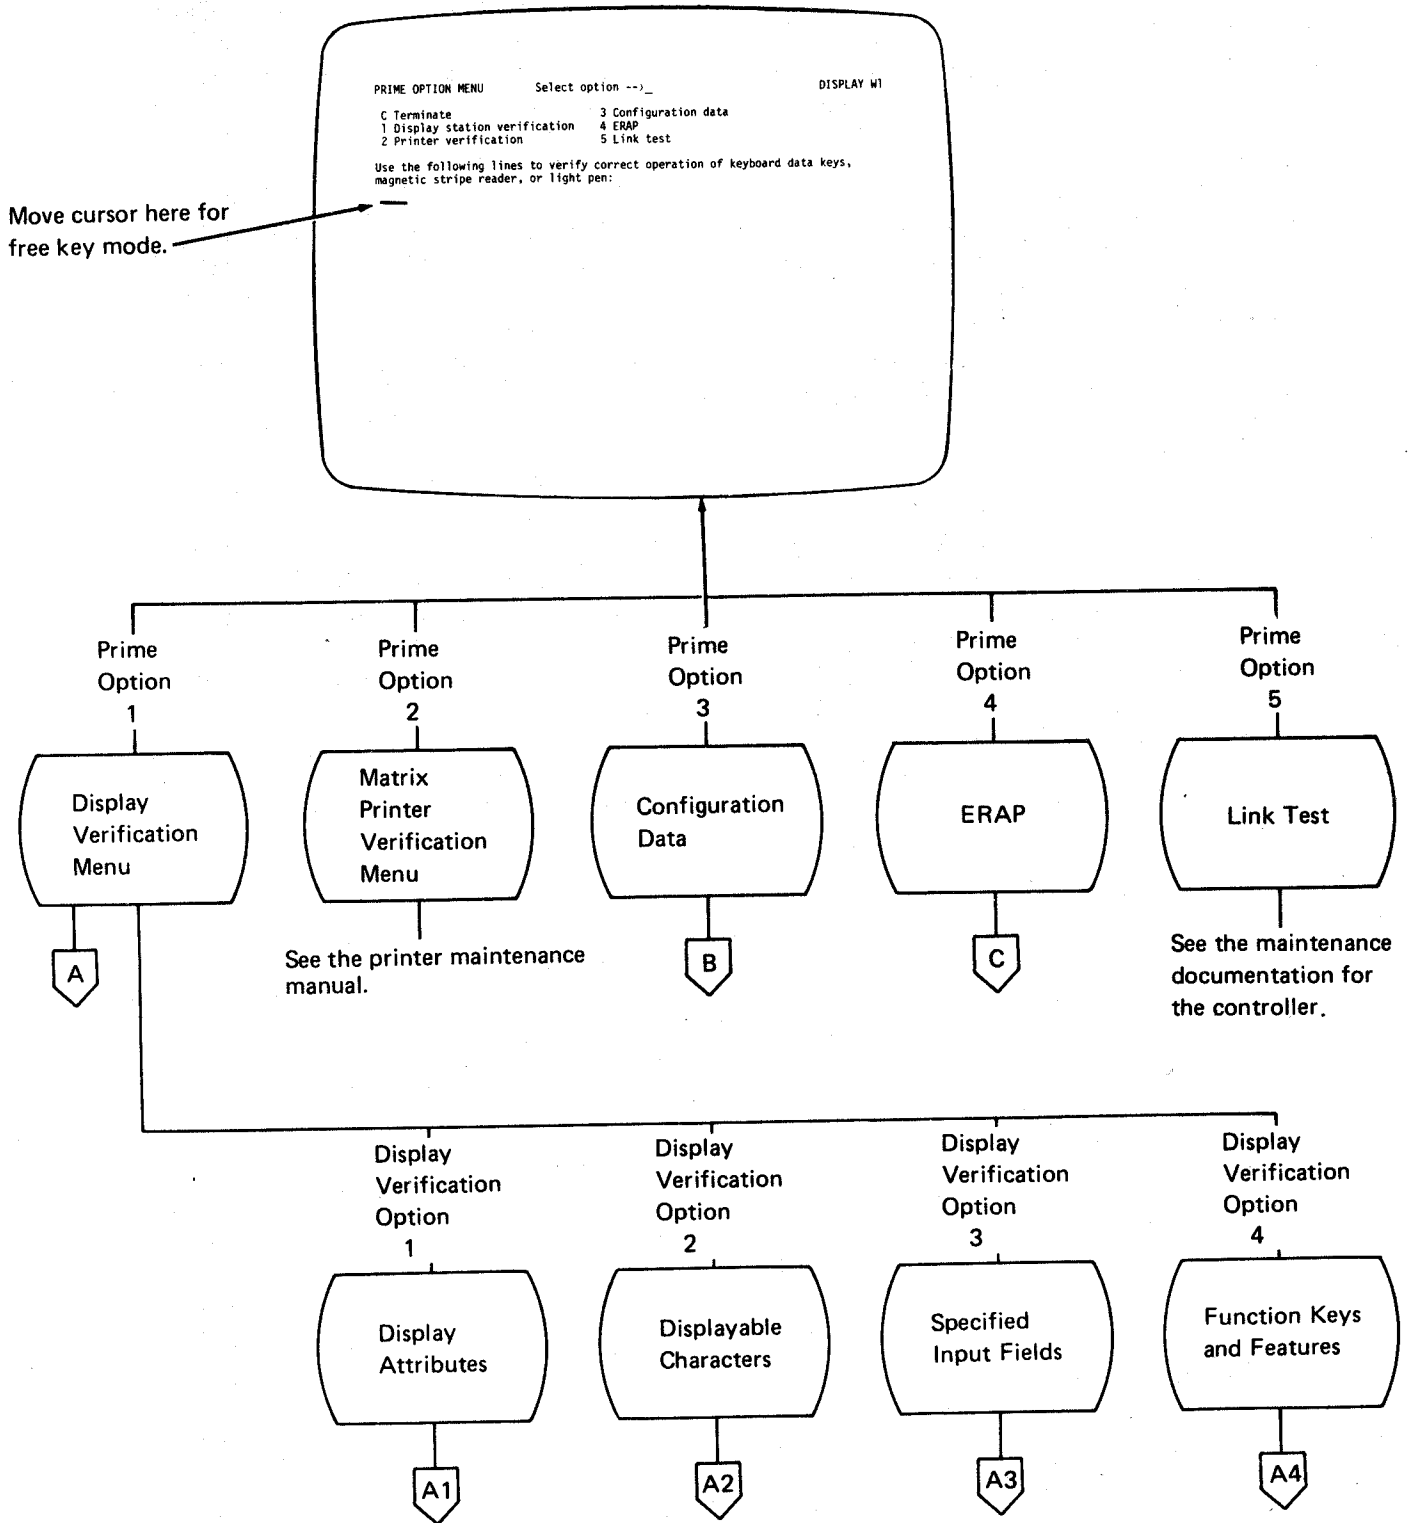 PRIME OPTION MENU Select option --›_ DISPLAY W1
C Terminate 3 Configuration data
1 Display station verification 4 ERAP
2 Printer verification 5 Link test
Use the following lines to verify correct operation of keyboard data keys,
magnetic stripe reader, or light pen:
Move cursor here for
free key mode.
Prime
Option
1
Prime
Option
2
Prime
Option
3
Prime
Option
4
Prime
Option
5
Display
Verification
Menu
Matrix
Printer
Verification
Menu
Configuration
Data
ERAP
Link Test
A
See the printer maintenance
manual.
B
C
See the maintenance
documentation for
the controller.
Display
Verification
Option
1
Display
Verification
Option
2
Display
Verification
Option
3
Display
Verification
Option
4
Display
Attributes
Displayable
Characters
Specified
Input Fields
Function Keys
and Features
A1
A2
A3
A4